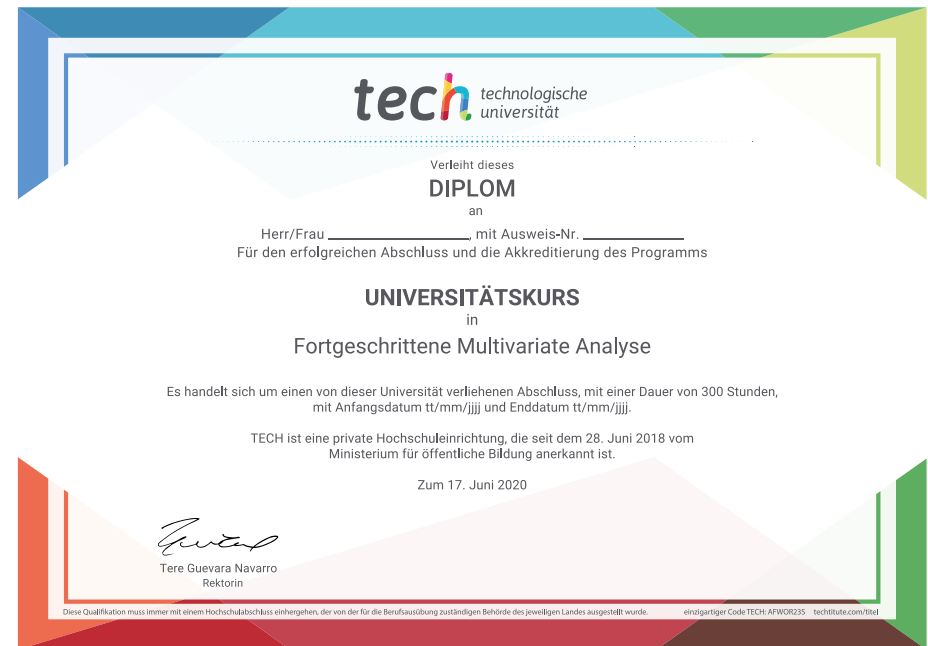 tech technologische
universität
Verleiht dieses
DIPLOM
an
Herr/Frau ____________________, mit Ausweis-Nr. ______________
Für den erfolgreichen Abschluss und die Akkreditierung des Programms
UNIVERSITÄTSKURS
in
Fortgeschrittene Multivariate Analyse
Es handelt sich um einen von dieser Universität verliehenen Abschluss, mit einer Dauer von 300 Stunden,
mit Anfangsdatum tt/mm/jjjj und Enddatum tt/mm/jjjj.
TECH ist eine private Hochschuleinrichtung, die seit dem 28. Juni 2018 vom
Ministerium für öffentliche Bildung anerkannt ist.
Zum 17. Juni 2020
Tere Guevara Navarro
Rektorin
Diese Qualifikation muss immer mit einem Hochschulabschluss einhergehen, der von der für die Berufsausübung zuständigen Behörde des jeweiligen Landes ausgestellt wurde. einzigartiger Code TECH: AFWOR235 techtitute.com/titel